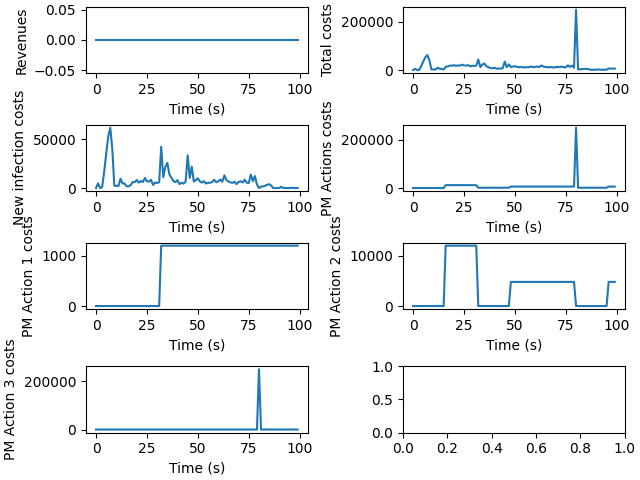 Revenues
0.05
0.00
−0.05
0 25 50 75 100
Time (s)
Total costs
200000
0
0 25 50 75 100
Time (s)
New infection costs
50000
0
0 25 50 75 100
Time (s)
PM Actions costs
200000
0
0 25 50 75 100
Time (s)
PM Action 1 costs
1000
0
0 25 50 75 100
Time (s)
PM Action 2 costs
10000
0
0 25 50 75 100
Time (s)
PM Action 3 costs
200000
0
0 25 50 75 100
Time (s)
1.0
0.5
0.0
0.0 0.2 0.4 0.6 0.8 1.0